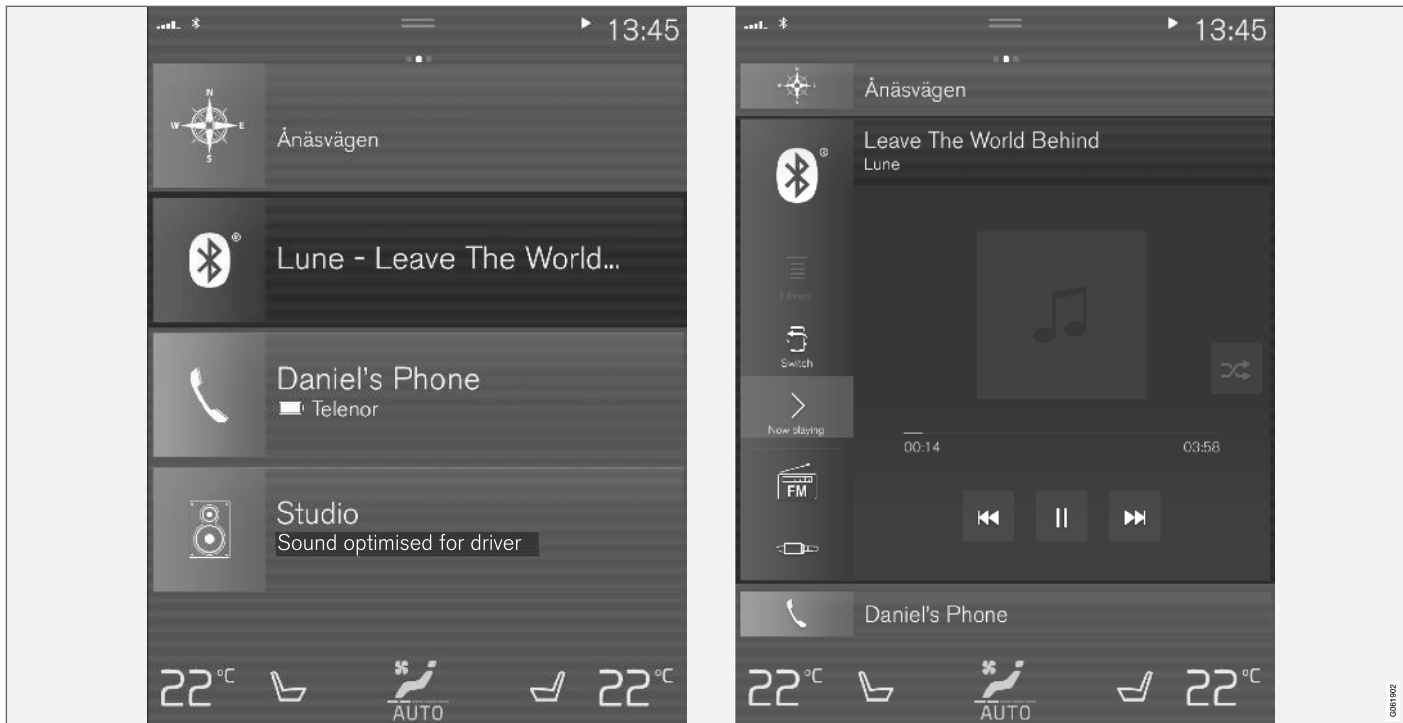 13:45
N
W E
S
Ånäsvägen
®
Lune - Leave The World...
Daniel's Phone
Telenor
Studio
Sound optimised for driver
22°C
AUTO
22°C
13:45
Ånäsvägen
Leave The World Behind
Lune
®
Library
Switch
Now playing
00:14
03:58
FM
Daniel's Phone
22°C
AUTO
22°C
G061902